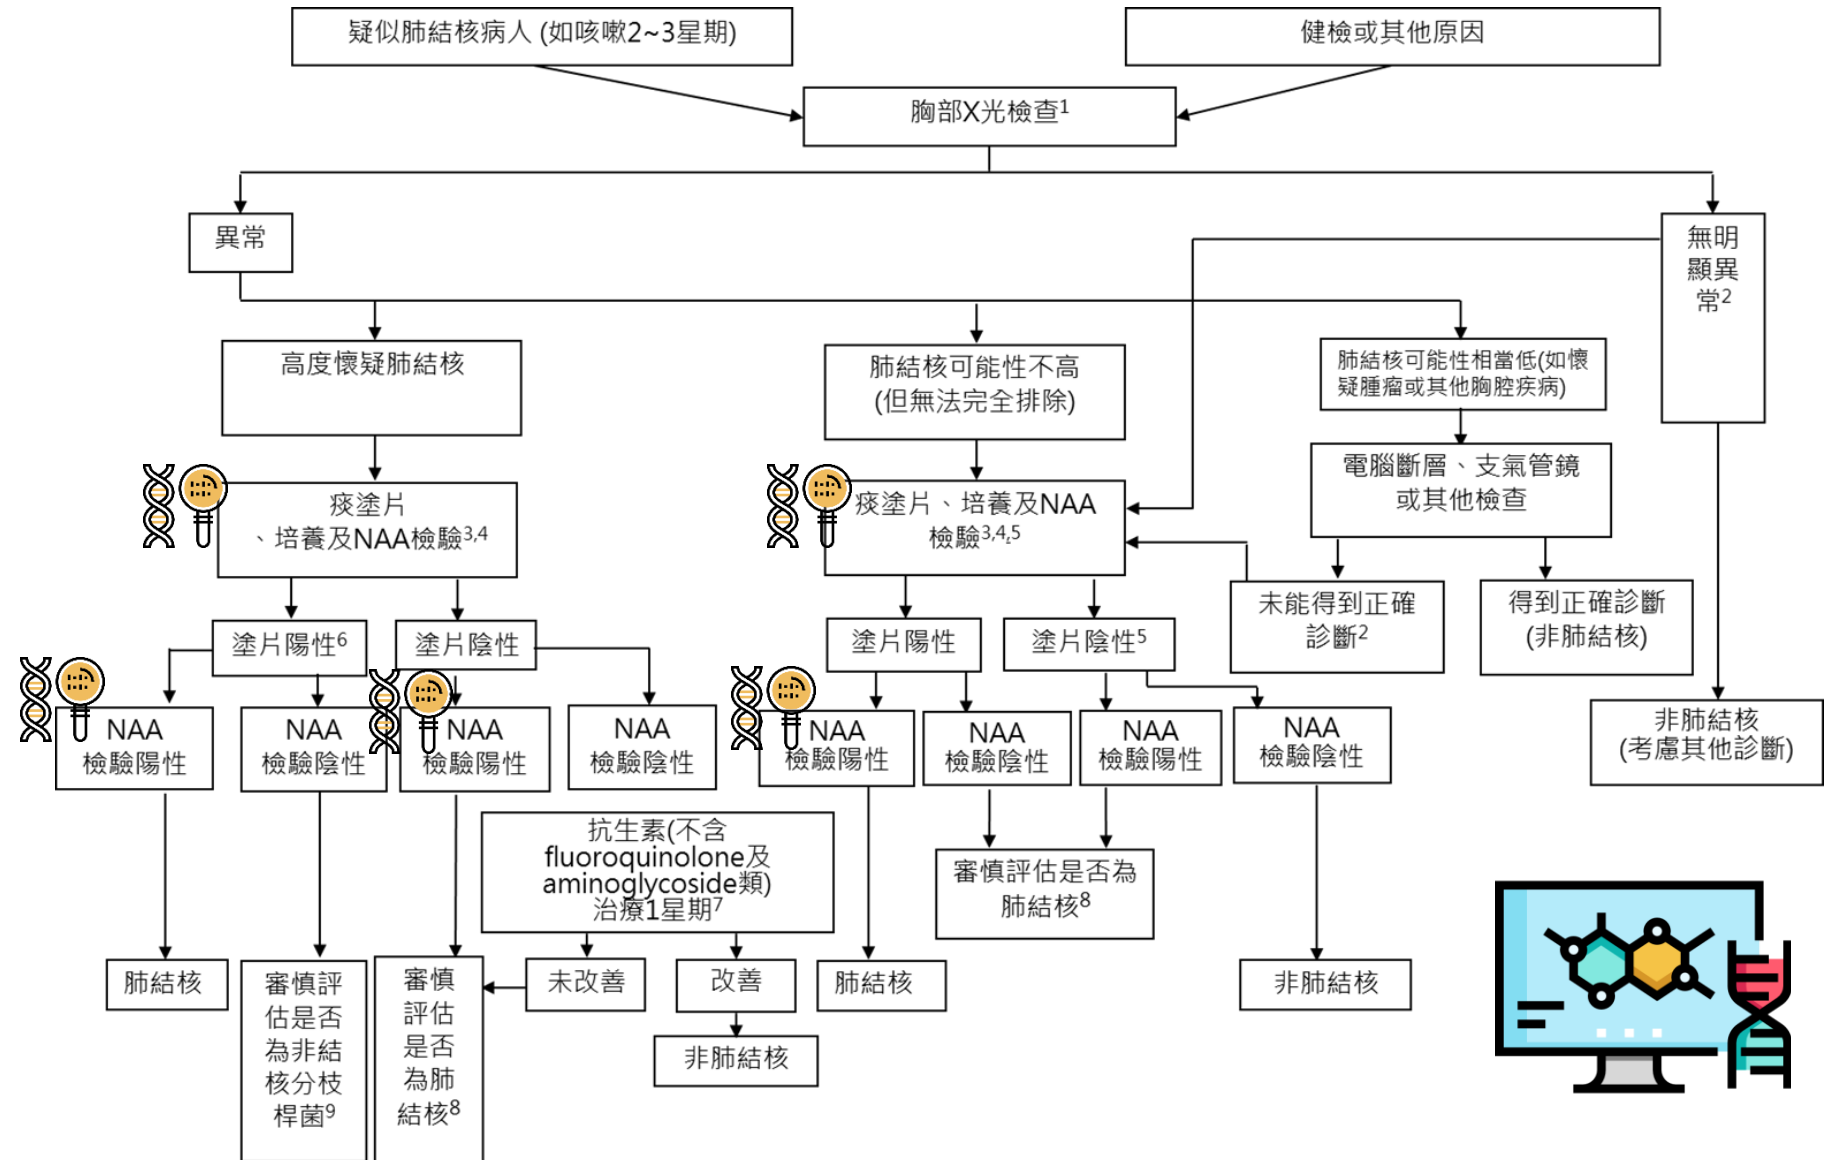 疑似肺結核病人 (如咳嗽2~3星期)
健檢或其他原因
胸部X光檢查1
異常
無明
顯異
常2
高度懷疑肺結核
肺結核可能性不高
(但無法完全排除)
肺結核可能性相當低(如懷
疑腫瘤或其他胸腔疾病)
痰塗片
、培養及NAA檢驗3,4
痰塗片、培養及NAA
檢驗3,4,5
電腦斷層、支氣管鏡
或其他檢查
塗片陽性6
塗片陰性
塗片陽性
塗片陰性5
未能得到正確
診斷2
得到正確診斷
(非肺結核)
NAA
檢驗陽性
NAA
檢驗陰性
NAA
檢驗陽性
NAA
檢驗陰性
NAA
檢驗陽性
NAA
檢驗陰性
NAA
檢驗陽性
NAA
檢驗陰性
非肺結核
(考慮其他診斷)
抗生素(不含
fluoroquinolone及
aminoglycoside類)
治療1星期7
審慎評估是否為
肺結核8
肺結核
審慎評
估是否
為非結
核分枝
桿菌9
審慎
評估
是否
為肺
結核8
未改善
改善
肺結核
非肺結核
非肺結核